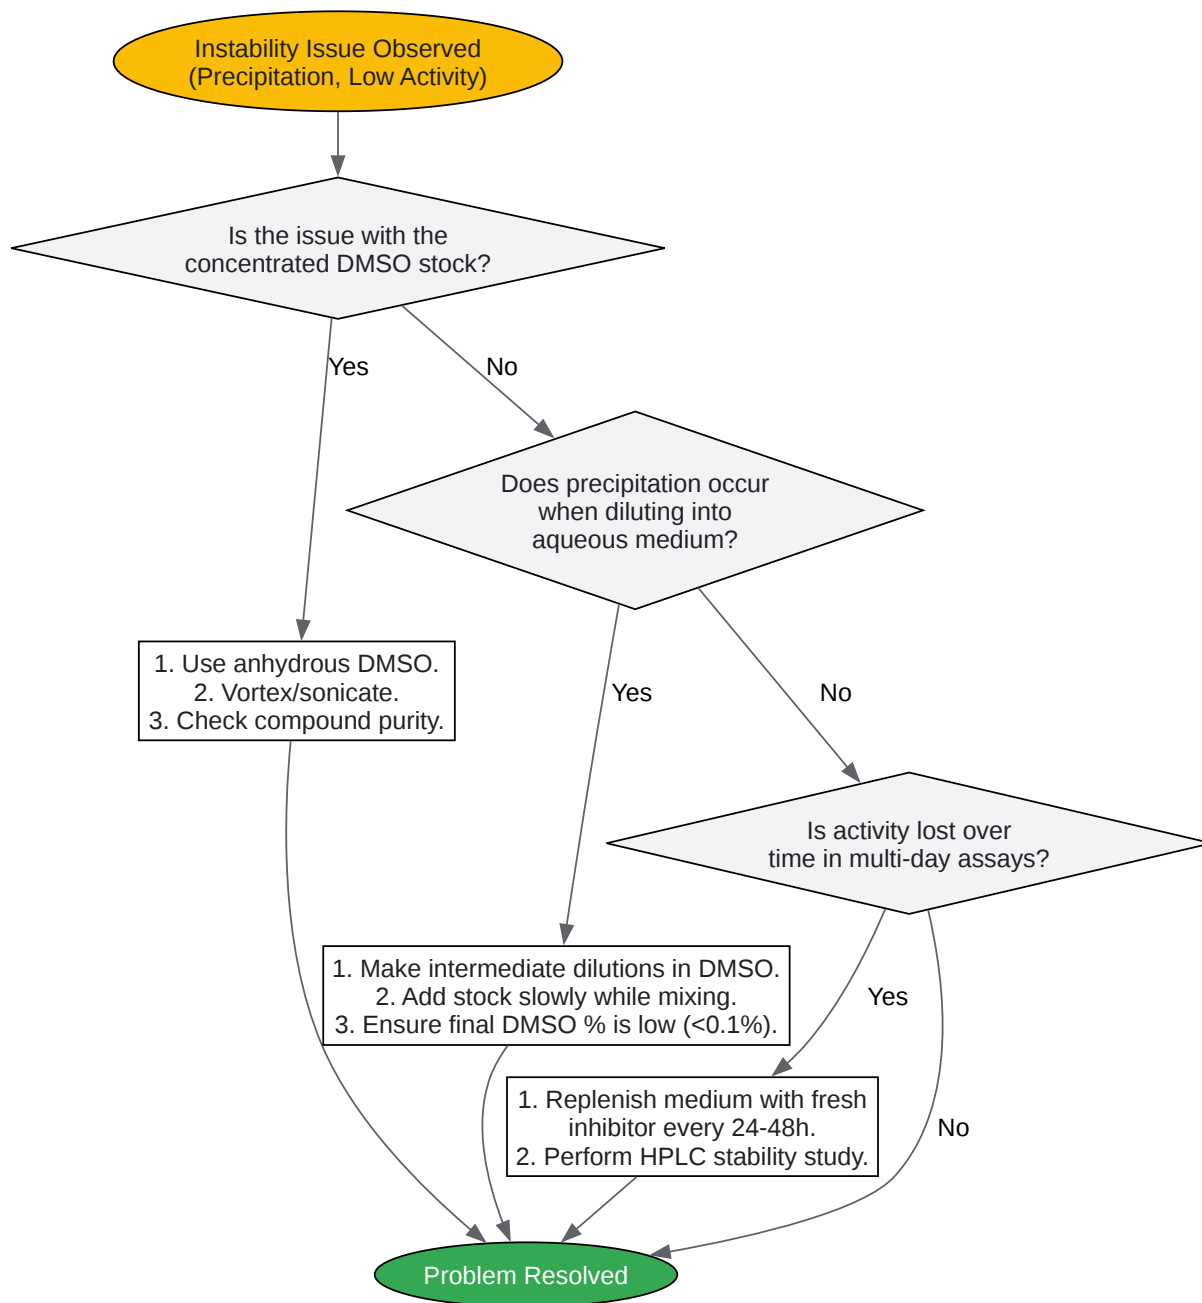 Instability Issue Observed
(Precipitation, Low Activity)
Is the issue with the
concentrated DMSO stock?
Yes
No
Does precipitation occur
when diluting into
aqueous medium?
1. Use anhydrous DMSO.
2. Vortex/sonicate.
3. Check compound purity.
Yes
No
Is activity lost over
time in multi-day assays?
1. Make intermediate dilutions in DMSO.
2. Add stock slowly while mixing.
3. Ensure final DMSO % is low (<0.1%).
Yes
1. Replenish medium with fresh
inhibitor every 24-48h.
2. Perform HPLC stability study.
No
Problem Resolved